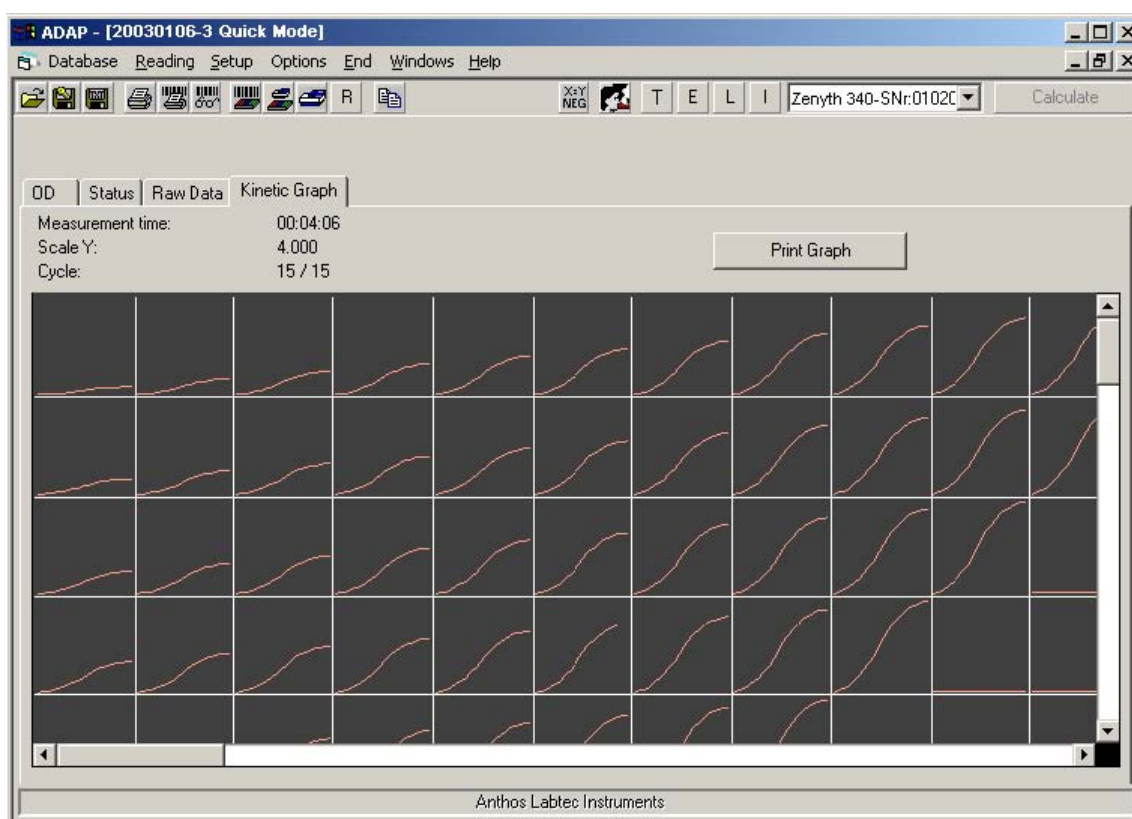 ADAP - [20030106-3 Quick Mode]
Database Reading Setup Options End Windows Help
TXT R X=Y NEG T E L I Zenyth 340-SNr:0102 Calculate
OD Status Raw Data Kinetic Graph
Measurement time: 00:04:06
Scale Y: 4.000
Print Graph
Cycle: 15 / 15
Anthos Labtec Instruments